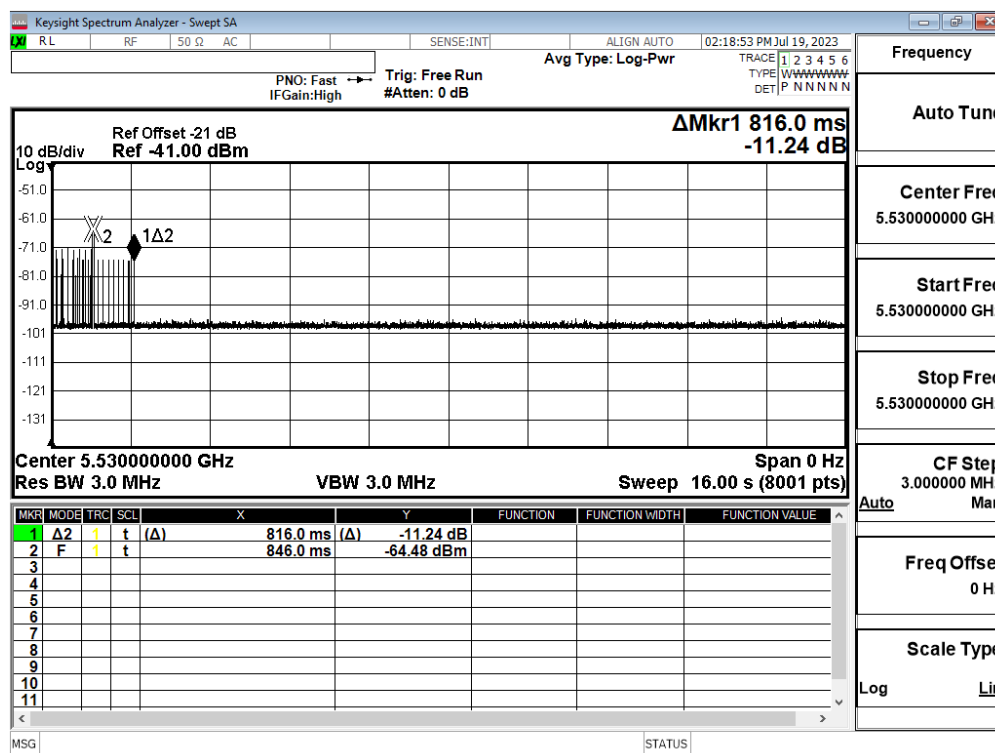 Keysight Spectrum Analyzer - Swept SA
LXI RL RF 50 Ω AC SENSE:INT ALIGN AUTO 02:18:53 PM Jul 19, 2023
Frequency
Avg Type: Log-Pwr
TRACE 1 2 3 4 5 6
TYPE WWWWWW
DET P N N N N N
PNO: Fast
IFGain:High
Trig: Free Run
#Atten: 0 dB
Auto Tune
ΔMkr1 816.0 ms
-11.24 dB
Ref Offset -21 dB
Ref -41.00 dBm
10 dB/div
Log
-51.0
-61.0
-71.0
-81.0
-91.0
-101
-111
-121
-131
2
1Δ2
Center 5.530000000 GHz
Span 0 Hz
Res BW 3.0 MHz
VBW 3.0 MHz
Sweep 16.00 s (8001 pts)
Center Freq
5.530000000 GHz
Start Freq
5.530000000 GHz
Stop Freq
5.530000000 GHz
CF Step
3.000000 MHz
Auto Man
Freq Offset
0 Hz
Scale Type
Log Lin
MKR MODE TRC SCL X Y FUNCTION FUNCTION WIDTH FUNCTION VALUE
1 Δ2 1 t (Δ) 816.0 ms (Δ) -11.24 dB
2 F 1 t 846.0 ms -64.48 dBm
3
4
5
6
7
8
9
10
11
MSG STATUS